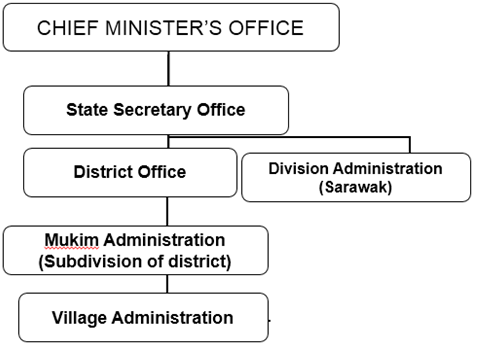 CHIEF MINISTER’S OFFICE
State Secretary Office
District Office
Division Administration
(Sarawak)
Mukim Administration
(Subdivision of district)
Village Administration